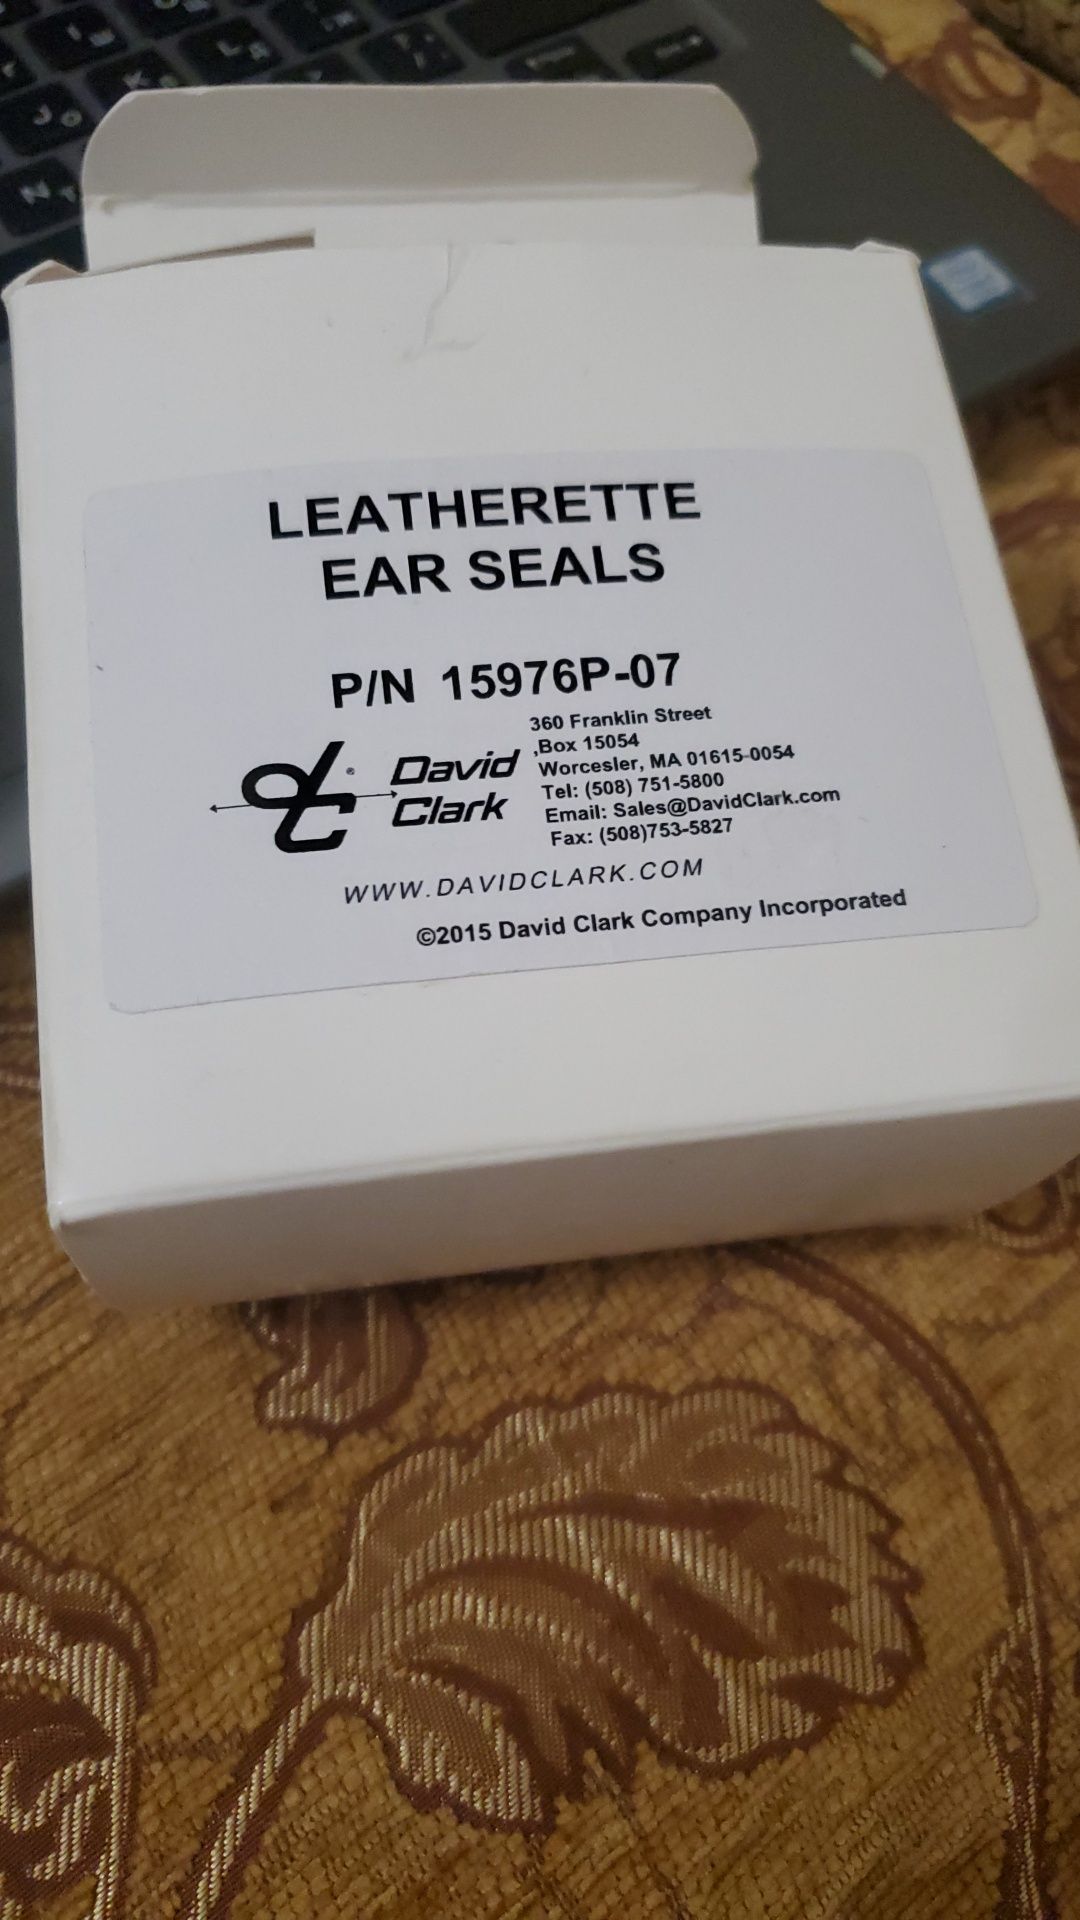 LEATHERETTE
EAR SEALS
P/N 15976P-07
David
Clark
360 Franklin Street
,Box 15054
Worcesler, MA 01615-0054
Tel: (508) 751-5800
Email: Sales@DavidClark.com
Fax: (508)753-5827
WWW.DAVIDCLARK.COM
©2015 David Clark Company Incorporated